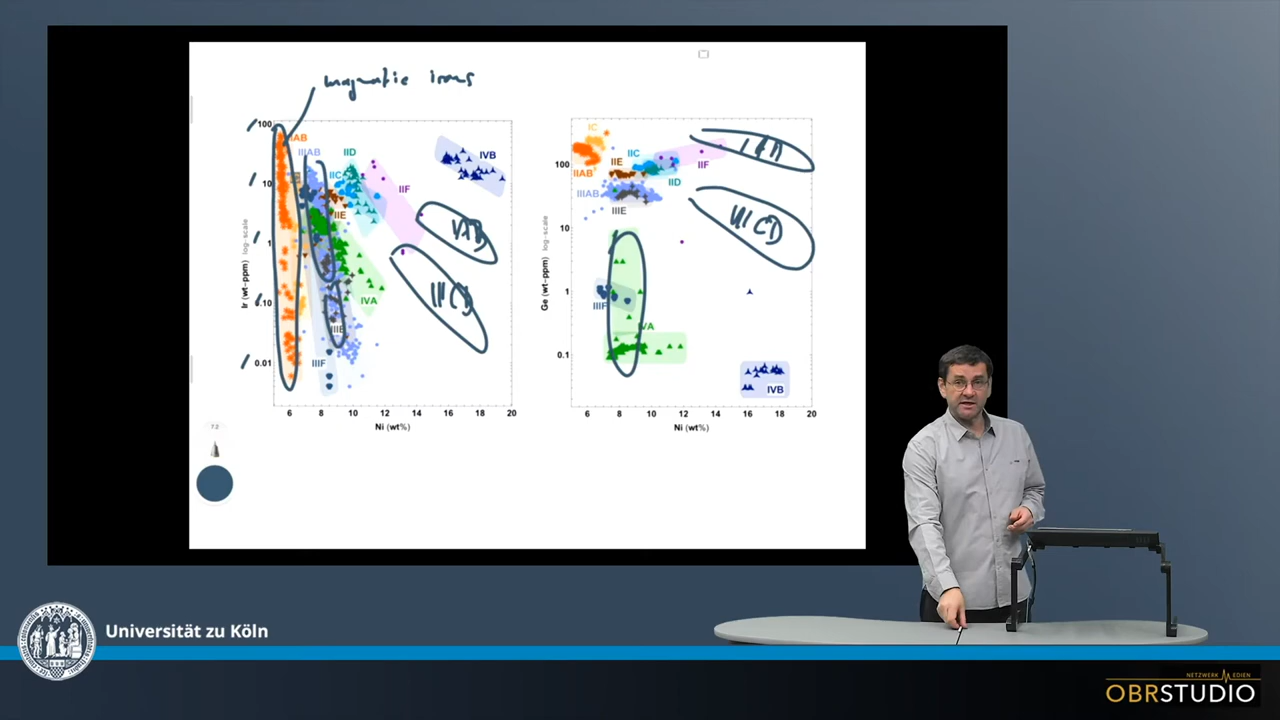 magmatic irons
100
10
1
0.10
0.01
Ir (wt-ppm) log-scale
IIAB
IIIAB
IID
IIC
IIE
IIF
IVB
IAB
IIICD
IVA
IIIE
IIIF
6 8 10 12 14 16 18 20
Ni (wt%)
100
10
1
0.1
Ge (wt-ppm) log-scale
IC
IIAB
IIE
IIC
IIF
IID
IIIAB
IIIE
IAB
IIICD
IIIF
IVA
IVB
6 8 10 12 14 16 18 20
Ni (wt%)
7.2
Universität zu Köln
NETZWERK MEDIEN
OBRSTUDIO